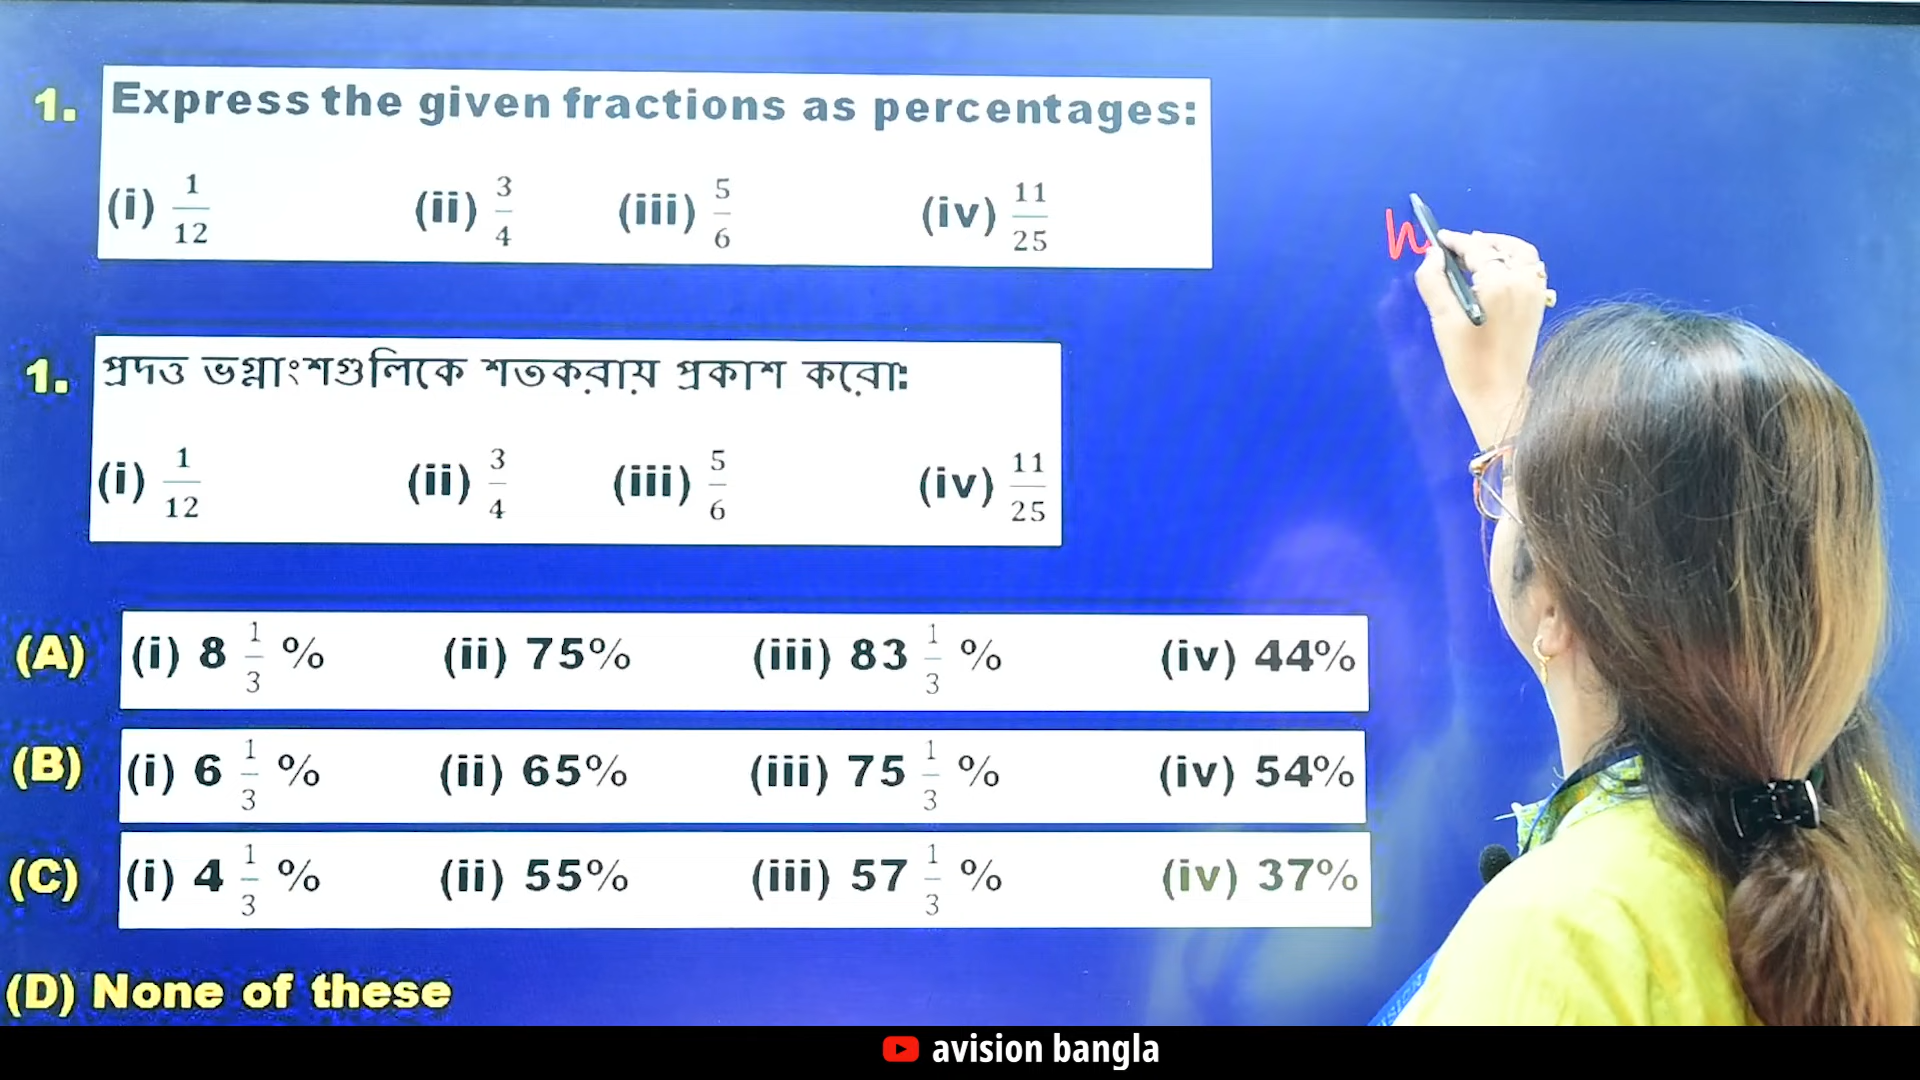 1. Express the given fractions as percentages:
(i) 1/12 (ii) 3/4 (iii) 5/6 (iv) 11/25
1. প্রদত্ত ভগ্নাংশগুলিকে শতকরায় প্রকাশ করো:
(i) 1/12 (ii) 3/4 (iii) 5/6 (iv) 11/25
(A) (i) 8 1/3 % (ii) 75% (iii) 83 1/3 % (iv) 44%
(B) (i) 6 1/3 % (ii) 65% (iii) 75 1/3 % (iv) 54%
(C) (i) 4 1/3 % (ii) 55% (iii) 57 1/3 % (iv) 37%
(D) None of these
avision bangla